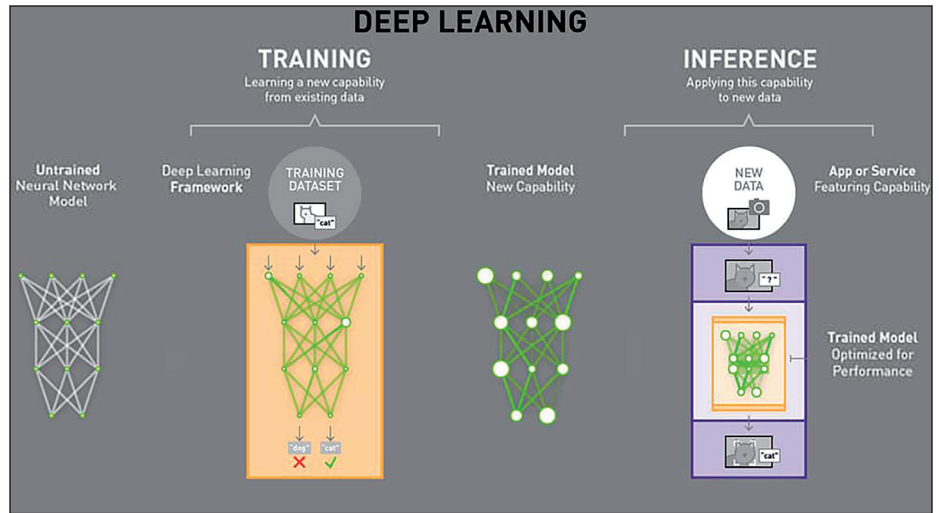 DEEP LEARNING
TRAINING
Learning a new capability
from existing data
INFERENCE
Applying this capability
to new data
Untrained
Neural Network
Model
Deep Learning
Framework
TRAINING
DATASET
"cat"
Trained Model
New Capability
NEW
DATA
App or Service
Featuring Capability
"?"
Trained Model
Optimized for
Performance
"dog"
"cat"
"cat"